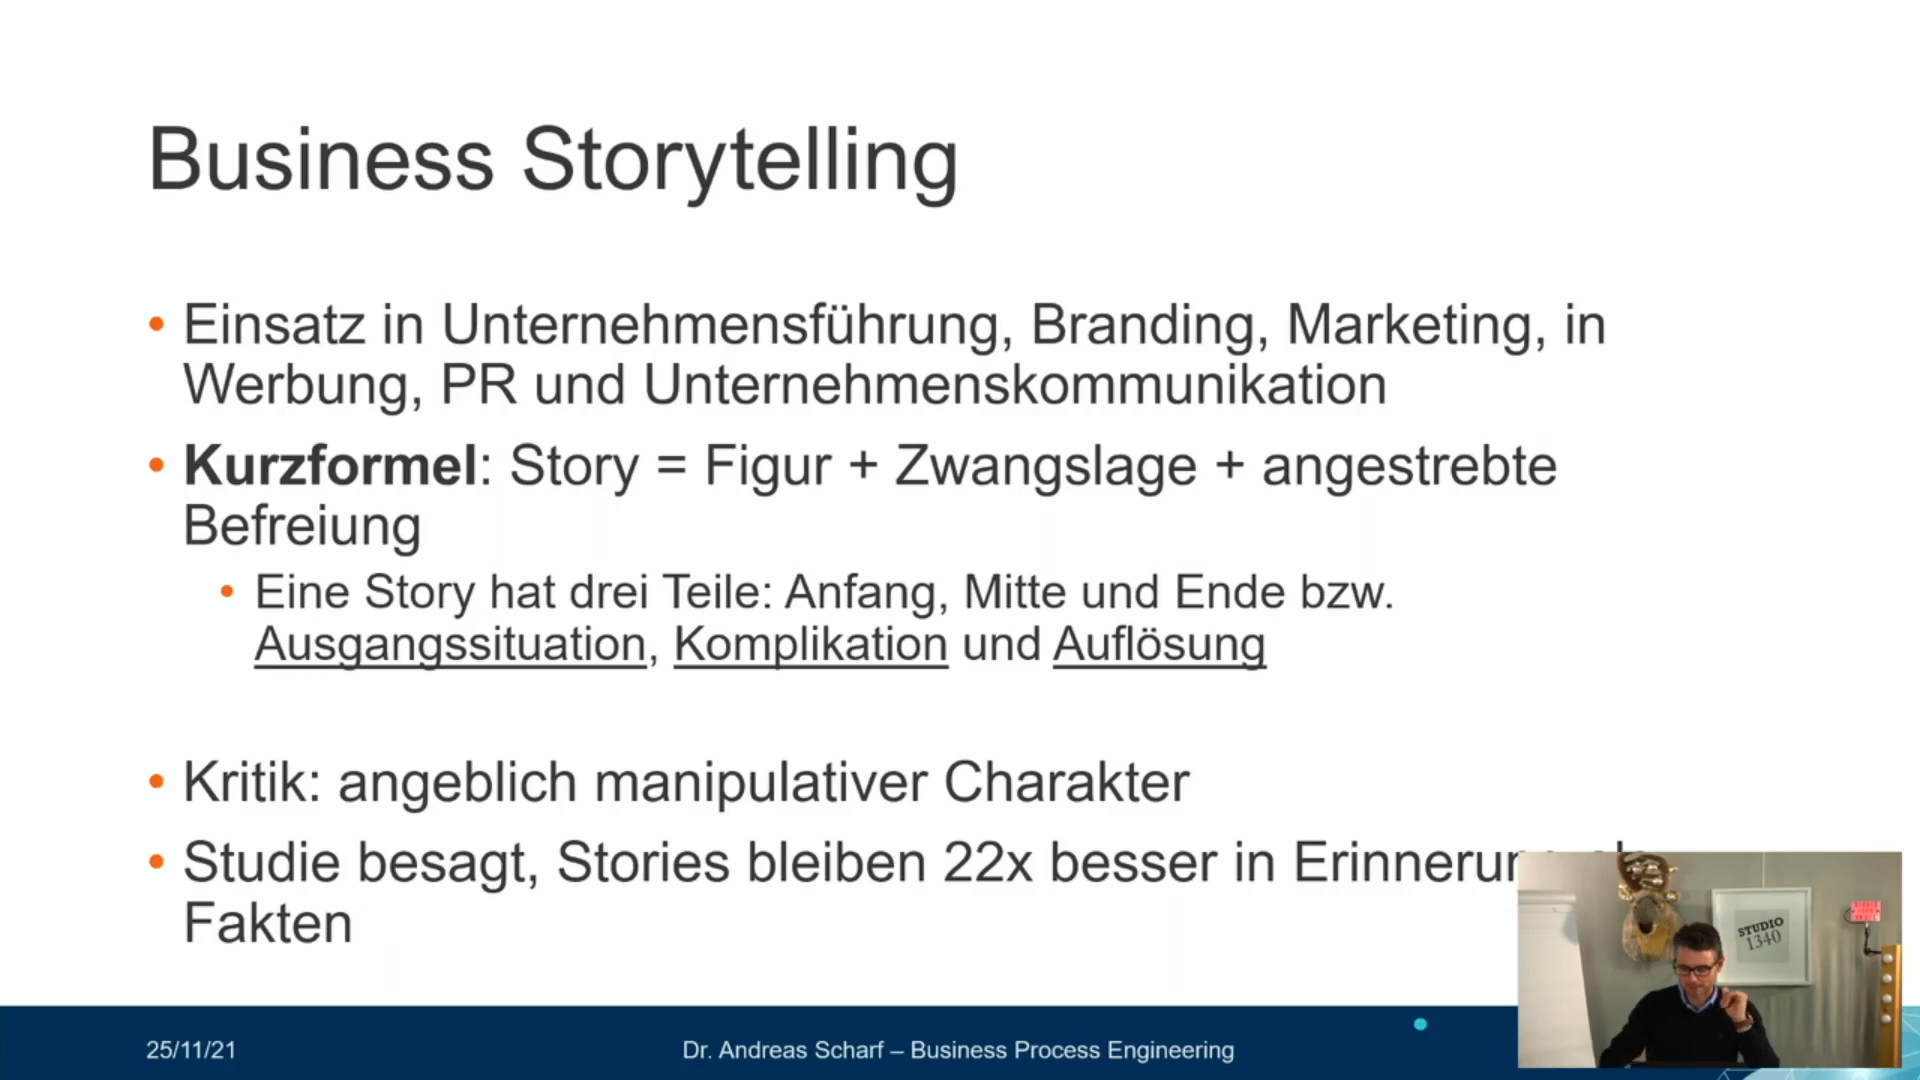 Business Storytelling
• Einsatz in Unternehmensführung, Branding, Marketing, in
Werbung, PR und Unternehmenskommunikation
• Kurzformel: Story = Figur + Zwangslage + angestrebte
Befreiung
• Eine Story hat drei Teile: Anfang, Mitte und Ende bzw.
Ausgangssituation, Komplikation und Auflösung
• Kritik: angeblich manipulativer Charakter
• Studie besagt, Stories bleiben 22x besser in
Fakten
STUDIO
1340
25/11/21
Dr. Andreas Scharf – Business Process Engineering